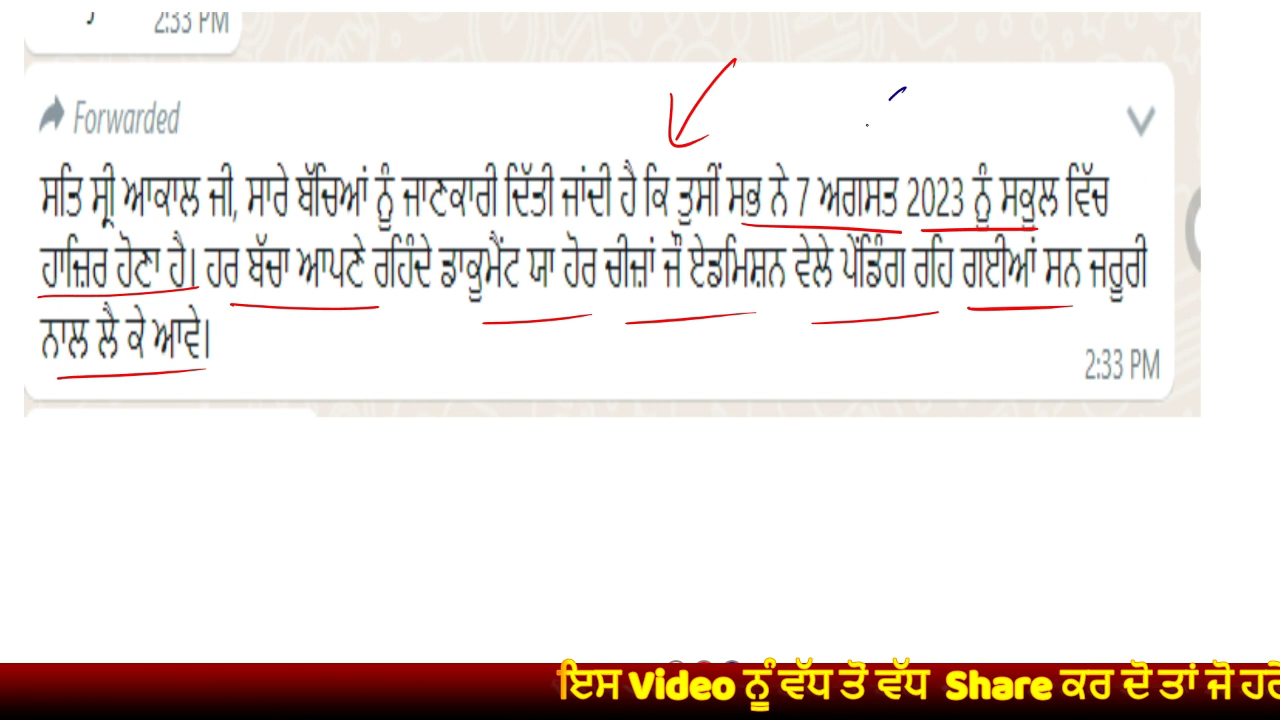 2:33 PM
Forwarded
ਸਤਿ ਸ੍ਰੀ ਆਕਾਲ ਜੀ, ਸਾਰੇ ਬੱਚਿਆਂ ਨੂੰ ਜਾਣਕਾਰੀ ਦਿੱਤੀ ਜਾਂਦੀ ਹੈ ਕਿ ਤੁਸੀਂ ਸਭ ਨੇ 7 ਅਗਸਤ 2023 ਨੂੰ ਸਕੂਲ ਵਿੱਚ
ਹਾਜ਼ਿਰ ਹੋਣਾ ਹੈ। ਹਰ ਬੱਚਾ ਆਪਣੇ ਰਹਿੰਦੇ ਡਾਕੂਮੈਂਟ ਯਾ ਹੋਰ ਚੀਜ਼ਾਂ ਜੌ ਏਡਮਿਸ਼ਨ ਵੇਲੇ ਪੇਂਡਿੰਗ ਰਹਿ ਗਈਆਂ ਸਨ ਜਰੂਰੀ
ਨਾਲ ਲੈ ਕੇ ਆਵੇ।
2:33 PM
ਇਸ Video ਨੂੰ ਵੱਧ ਤੋਂ ਵੱਧ Share ਕਰ ਦੋ ਤਾਂ ਜੋ